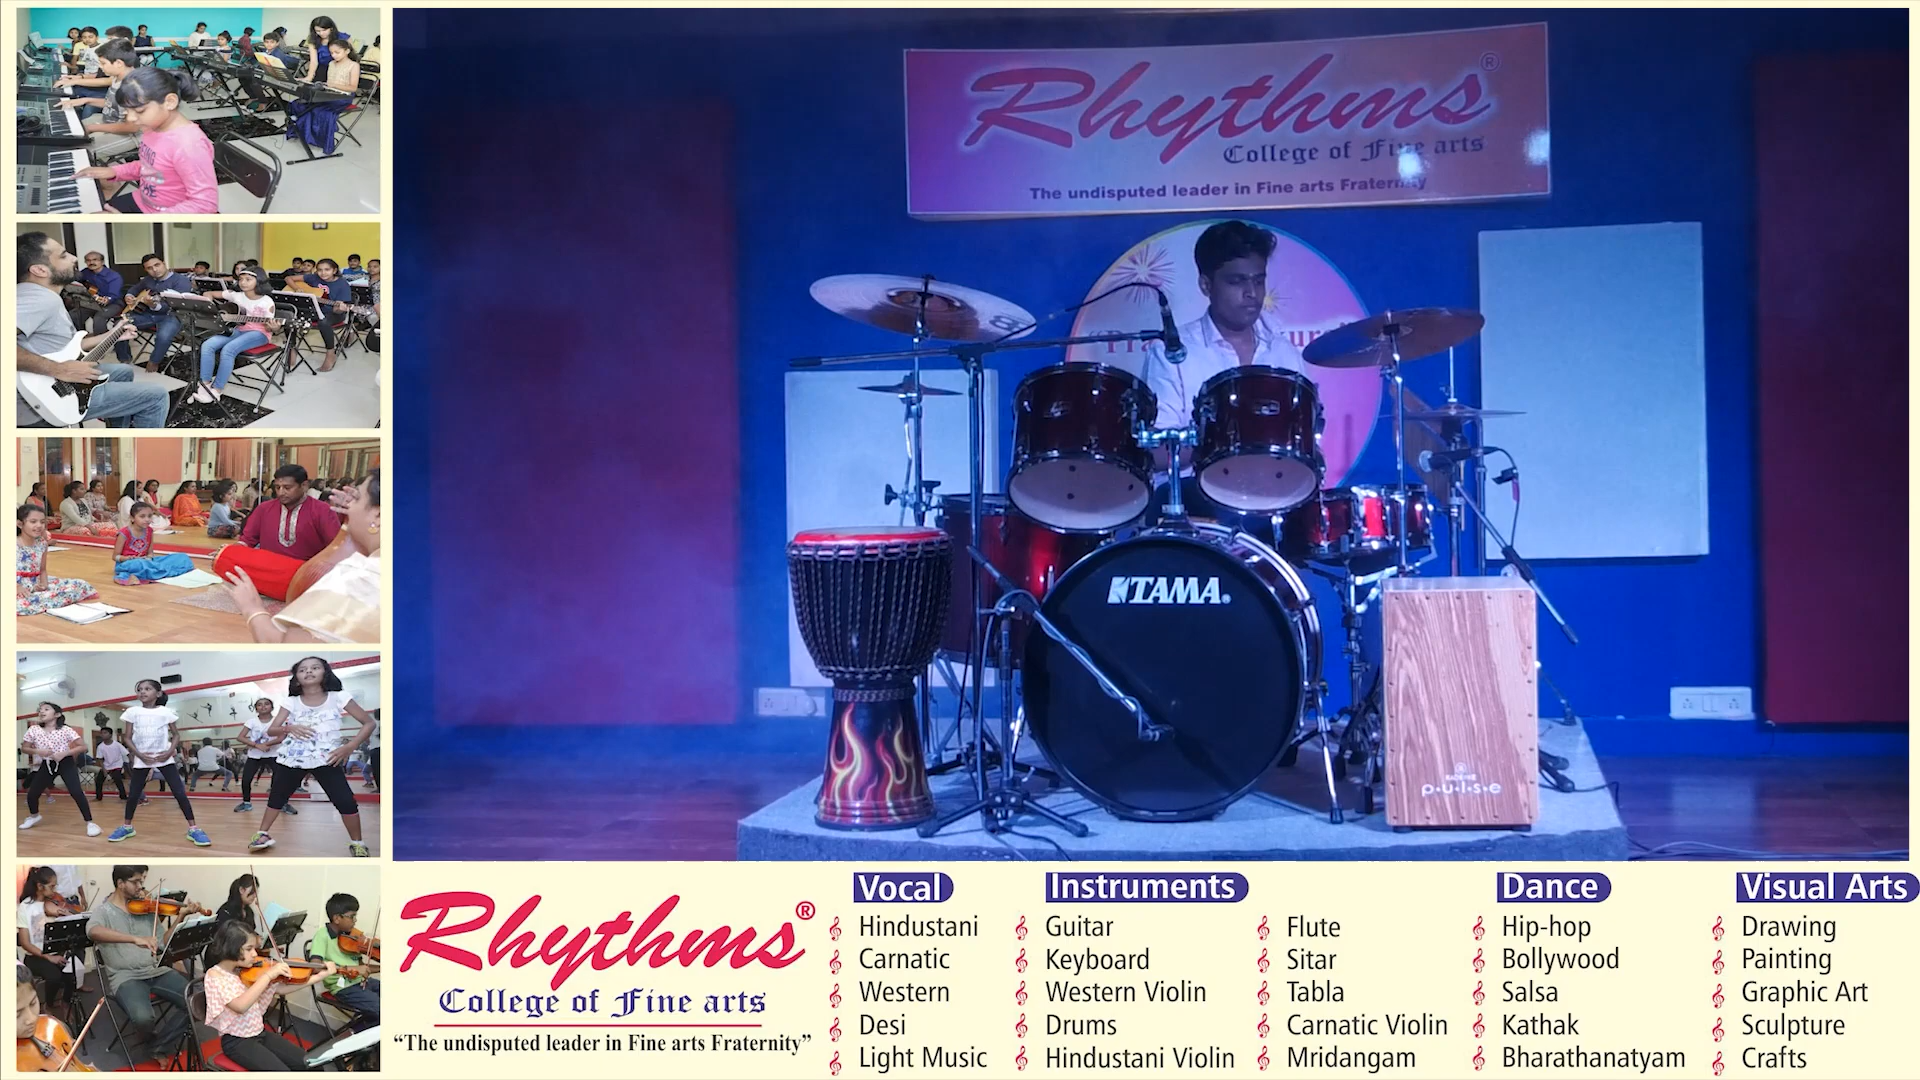 Rhythms®
College of Fine arts
The undisputed leader in Fine arts Fraternity
TAMA®
p•u•l•s•e
Rhythms®
College of Fine arts
“The undisputed leader in Fine arts Fraternity”
Vocal
Hindustani
Carnatic
Western
Desi
Light Music
Instruments
Guitar
Keyboard
Western Violin
Drums
Hindustani Violin
Flute
Sitar
Tabla
Carnatic Violin
Mridangam
Dance
Hip-hop
Bollywood
Salsa
Kathak
Bharathanatyam
Visual Arts
Drawing
Painting
Graphic Art
Sculpture
Crafts